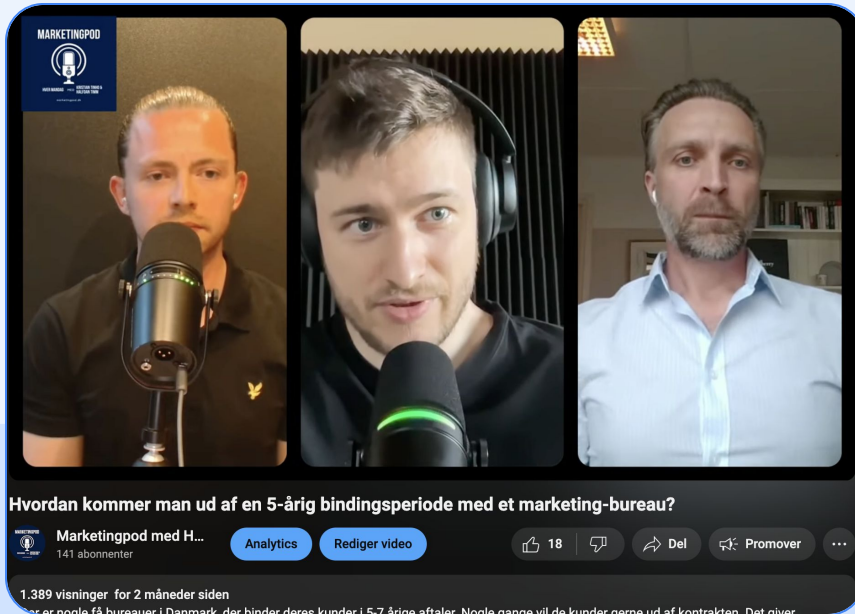 MARKETINGPOD
Hvordan kommer man ud af en 5-årig bindingsperiode med et marketing-bureau?
Marketingpod med H...
141 abonnenter
Analytics
Rediger video
18
Del
Promover
...
1.389 visninger for 2 måneder siden
er nogle få bureauer i Danmark, der binder deres kunder i 5-7 årige aftaler. Nogle gange vil de kunder gerne ud af kontrakten. Det giver